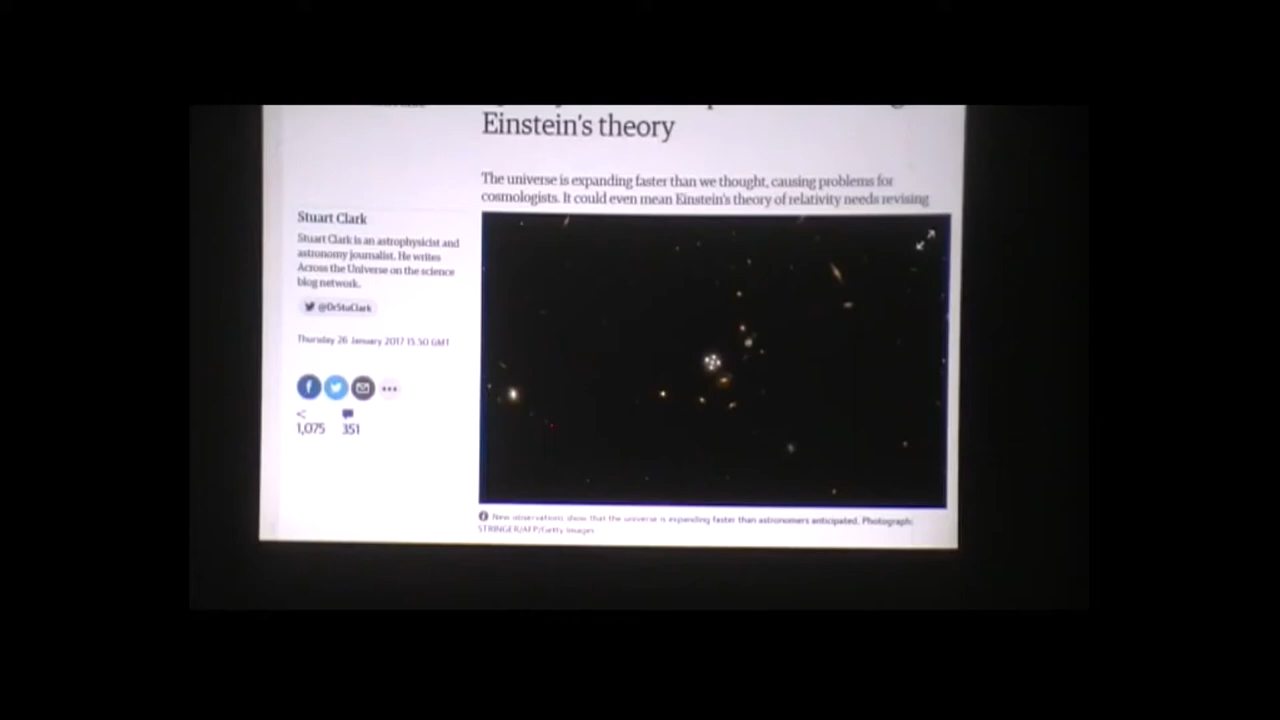 Einstein's theory
The universe is expanding faster than we thought, causing problems for
cosmologists. It could even mean Einstein's theory of relativity needs revising
Stuart Clark
Stuart Clark is an astrophysicist and
astronomy journalist. He writes
Across the Universe on the science
blog network.
@DrStuClark
Thursday 26 January 2017 15.50 GMT
1,075 351
New observations show that the universe is expanding faster than astronomers anticipated. Photograph:
STRINGER/AFP/Getty Images